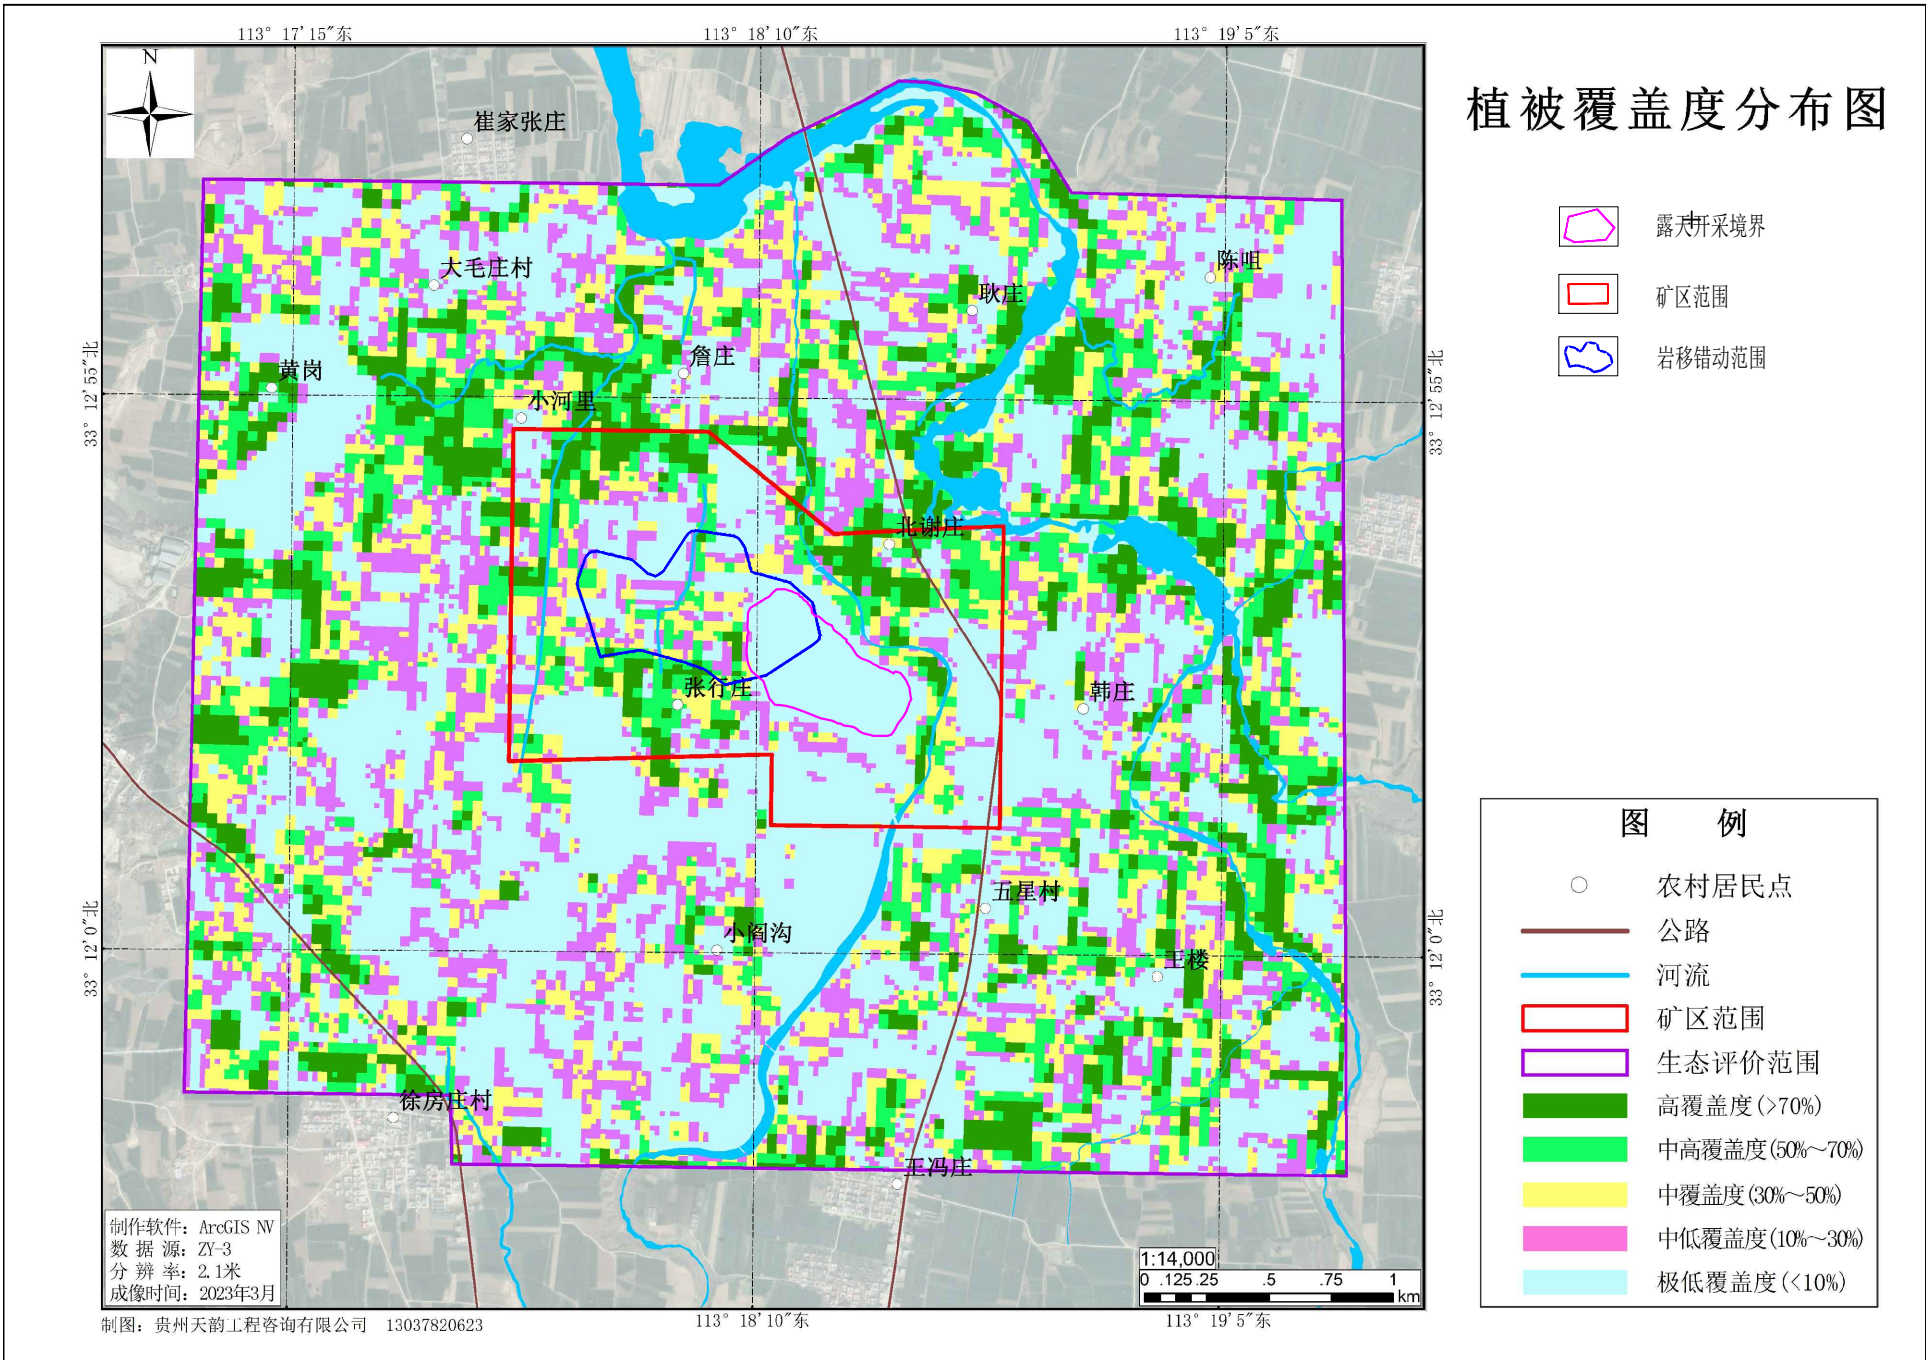 113° 17′15″东
113° 18′10″东
113° 19′5″东
N
植被覆盖度分布图
崔家张庄
露天开采境界
矿区范围
岩移错动范围
大毛庄村
陈咀
耿庄
詹庄
黄岗
小河里
33° 12′55″北
33° 12′55″北
北谢庄
张行庄
韩庄
五星村
小阎沟
王楼
33° 12′0″北
33° 12′0″北
徐房庄村
王冯庄
图 例
农村居民点
公路
河流
矿区范围
生态评价范围
高覆盖度(>70%)
中高覆盖度(50%～70%)
中覆盖度(30%～50%)
中低覆盖度(10%～30%)
极低覆盖度(<10%)
制作软件: ArcGIS NV
数 据 源: ZY-3
分 辨 率: 2.1米
成像时间: 2023年3月
1:14,000
0 .125 .25 .5 .75 1
km
制图: 贵州天韵工程咨询有限公司 13037820623
113° 18′10″东
113° 19′5″东